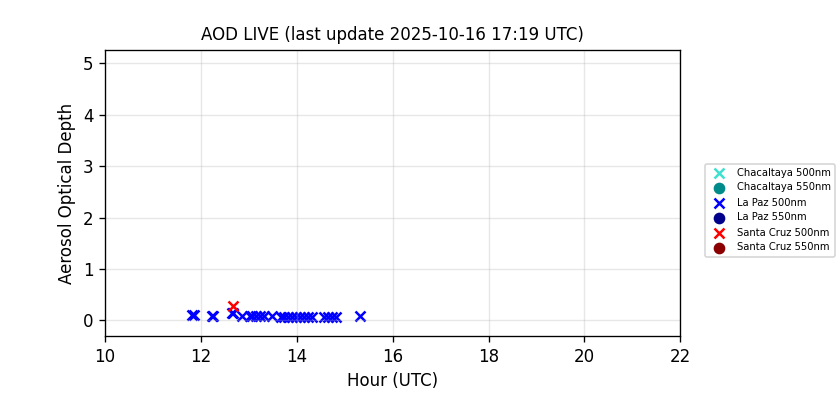 AOD LIVE (last update 2025-10-16 17:19 UTC)
Aerosol Optical Depth
5
4
3
2
1
0
10 12 14 16 18 20 22
Hour (UTC)
Chacaltaya 500nm
Chacaltaya 550nm
La Paz 500nm
La Paz 550nm
Santa Cruz 500nm
Santa Cruz 550nm